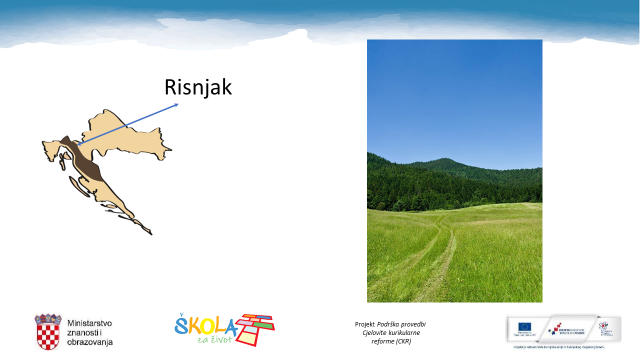 Risnjak
Ministarstvo
znanosti i
obrazovanja
ŠKOLA
za život
Projekt Podrška provedbi
Cjelovite kurikularne
reforme (CKR)